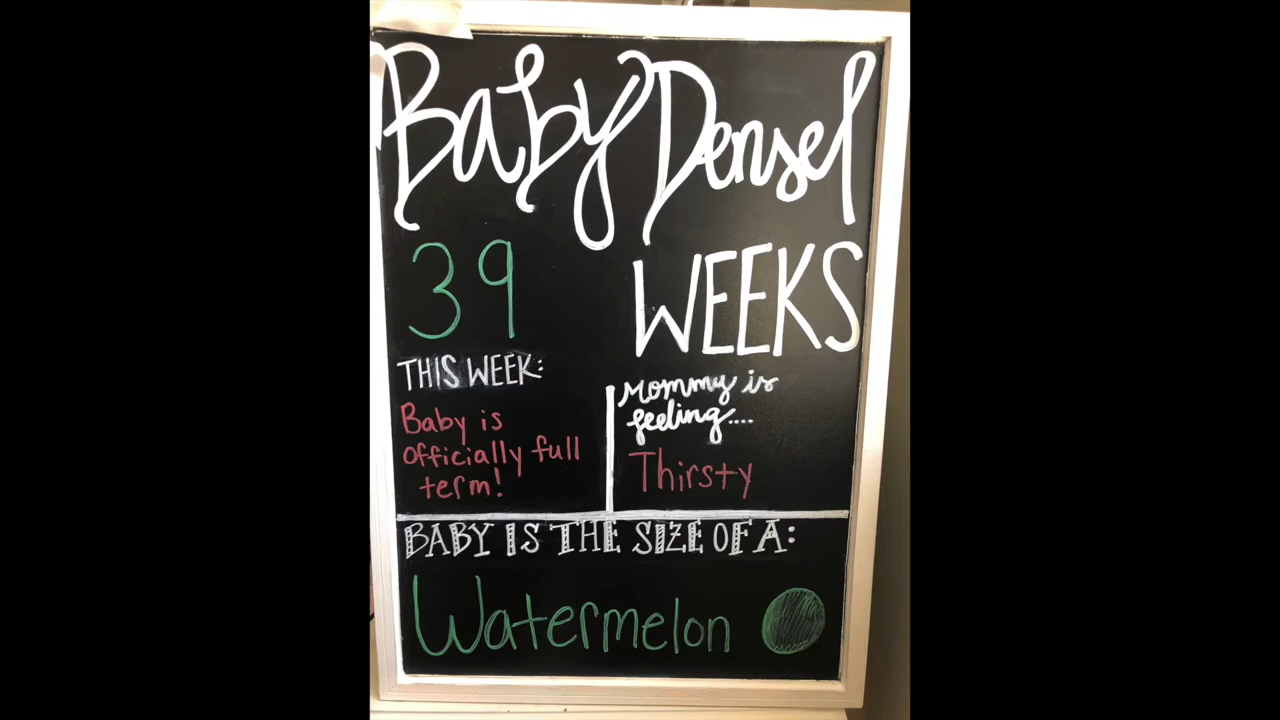 Baby Densel
39 WEEKS
THIS WEEK:
Baby is
officially full
term!
Mommy is
feeling....
Thirsty
BABY IS THE SIZE OF A:
Watermelon